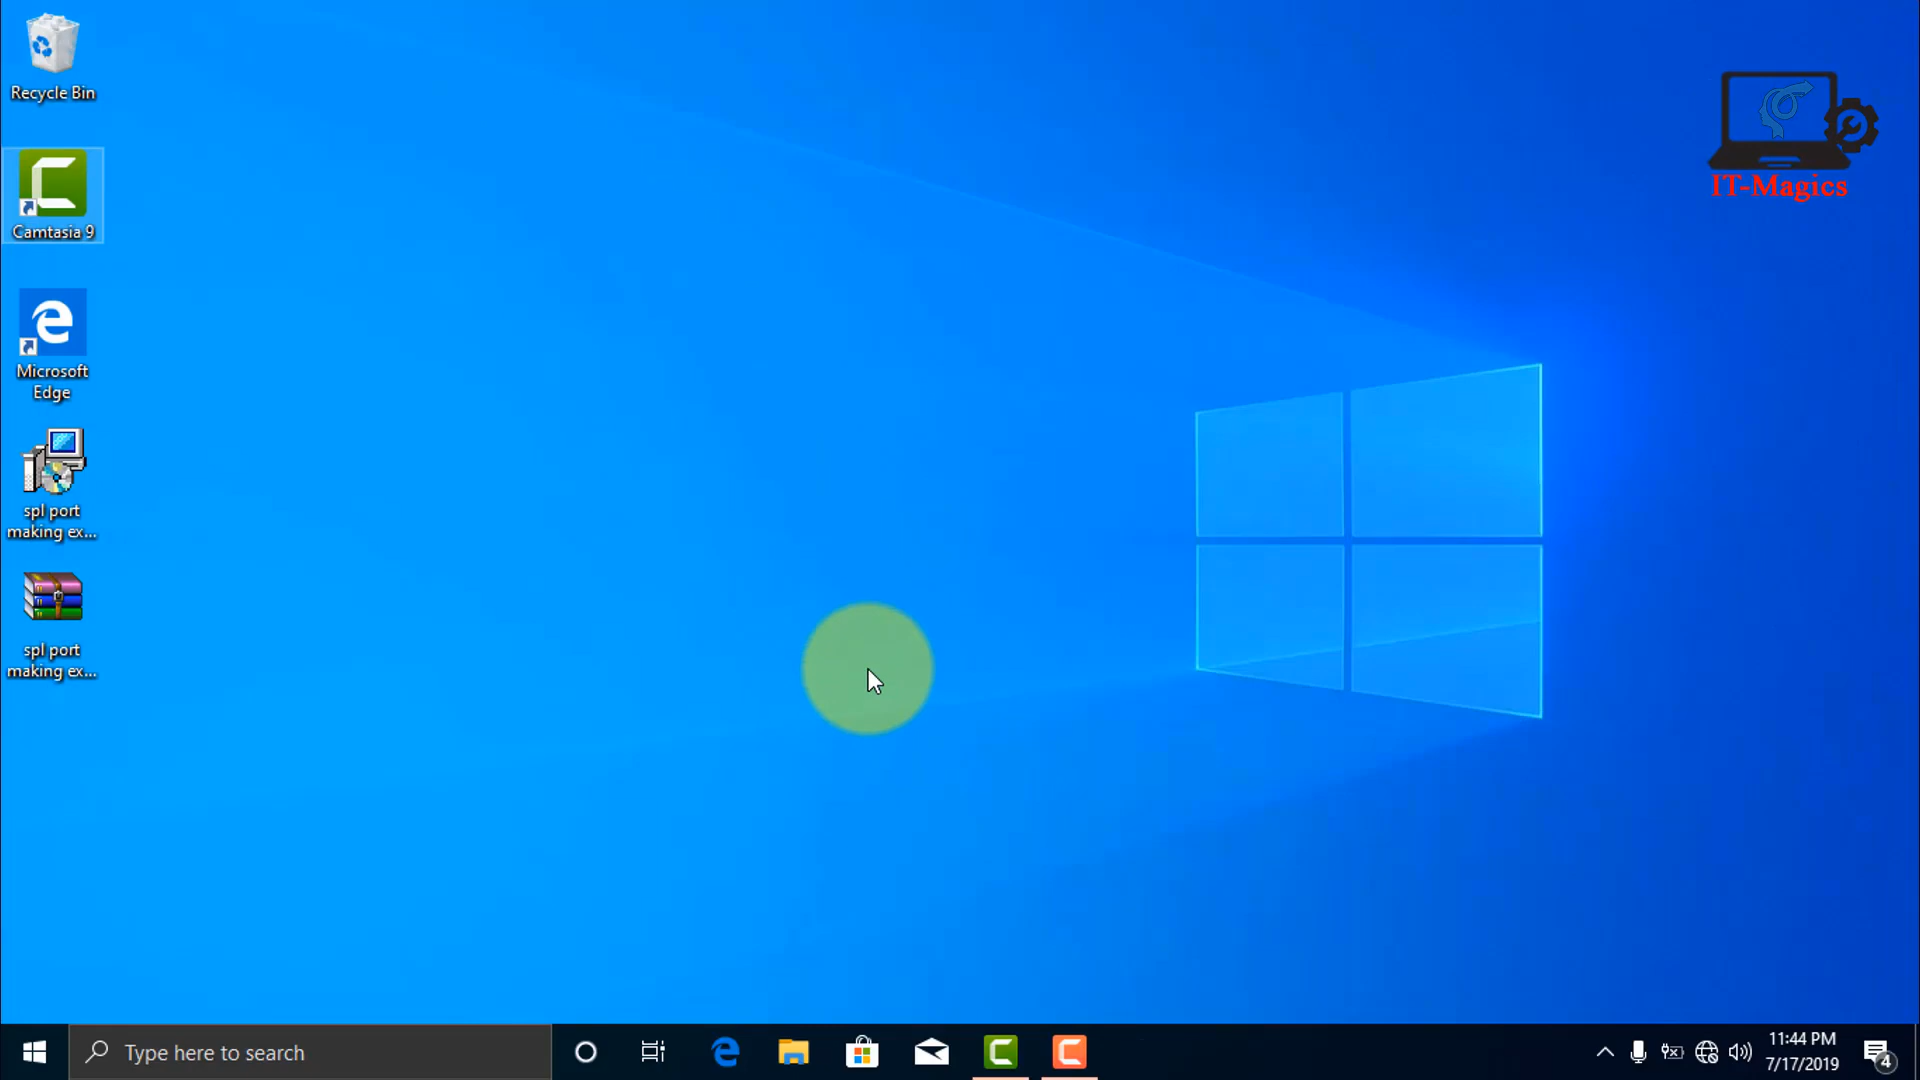 Recycle Bin
IT-Magics
Camtasia 9
Microsoft
Edge
spl port
making ex...
spl port
making ex...
Type here to search
11:44 PM
7/17/2019
4